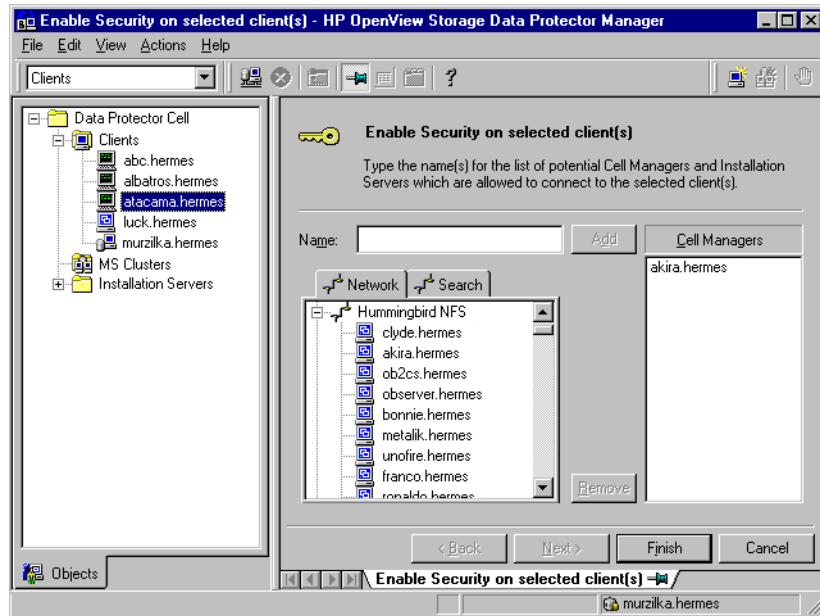 Enable Security on selected client(s) - HP OpenView Storage Data Protector Manager
File Edit View Actions Help
Clients
?
Data Protector Cell
Clients
abc.hermes
albatros.hermes
atacama.hermes
luck.hermes
murzilka.hermes
MS Clusters
Installation Servers
Objects
Enable Security on selected client(s)
Type the name(s) for the list of potential Cell Managers and Installation
Servers which are allowed to connect to the selected client(s).
Name:
Add
Cell Managers
akira.hermes
Network
Search
Hummingbird NFS
clyde.hermes
akira.hermes
ob2cs.hermes
observer.hermes
bonnie.hermes
metalik.hermes
unofire.hermes
franco.hermes
ronaldo.hermes
Remove
< Back
Next >
Finish
Cancel
Enable Security on selected client(s)
murzilka.hermes